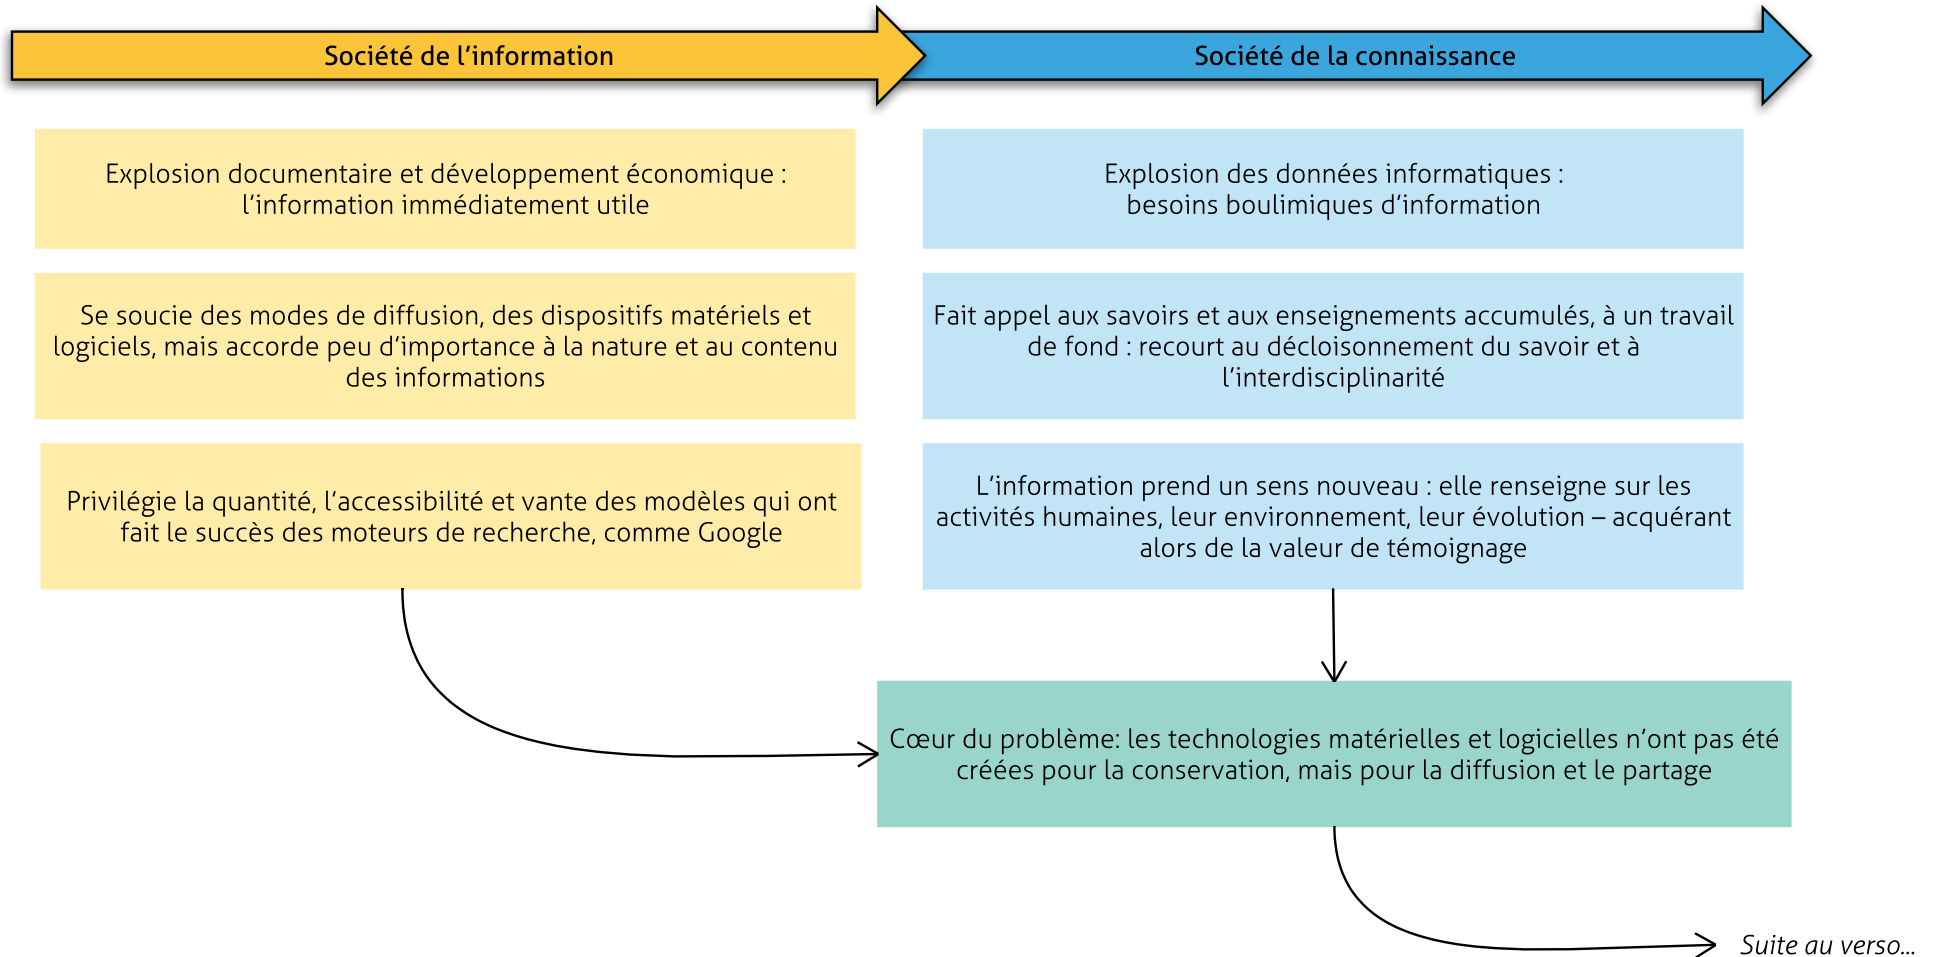 Société de l'information
Société de la connaissance
Explosion documentaire et développement économique :
l'information immédiatement utile
Se soucie des modes de diffusion, des dispositifs matériels et
logiciels, mais accorde peu d'importance à la nature et au contenu
des informations
Privilégie la quantité, l'accessibilité et vante des modèles qui ont
fait le succès des moteurs de recherche, comme Google
Explosion des données informatiques :
besoins boulimiques d'information
Fait appel aux savoirs et aux enseignements accumulés, à un travail
de fond : recourt au décloisonnement du savoir et à
l'interdisciplinarité
L'information prend un sens nouveau : elle renseigne sur les
activités humaines, leur environnement, leur évolution – acquérant
alors de la valeur de témoignage
Cœur du problème: les technologies matérielles et logicielles n'ont pas été
créées pour la conservation, mais pour la diffusion et le partage
Suite au verso...